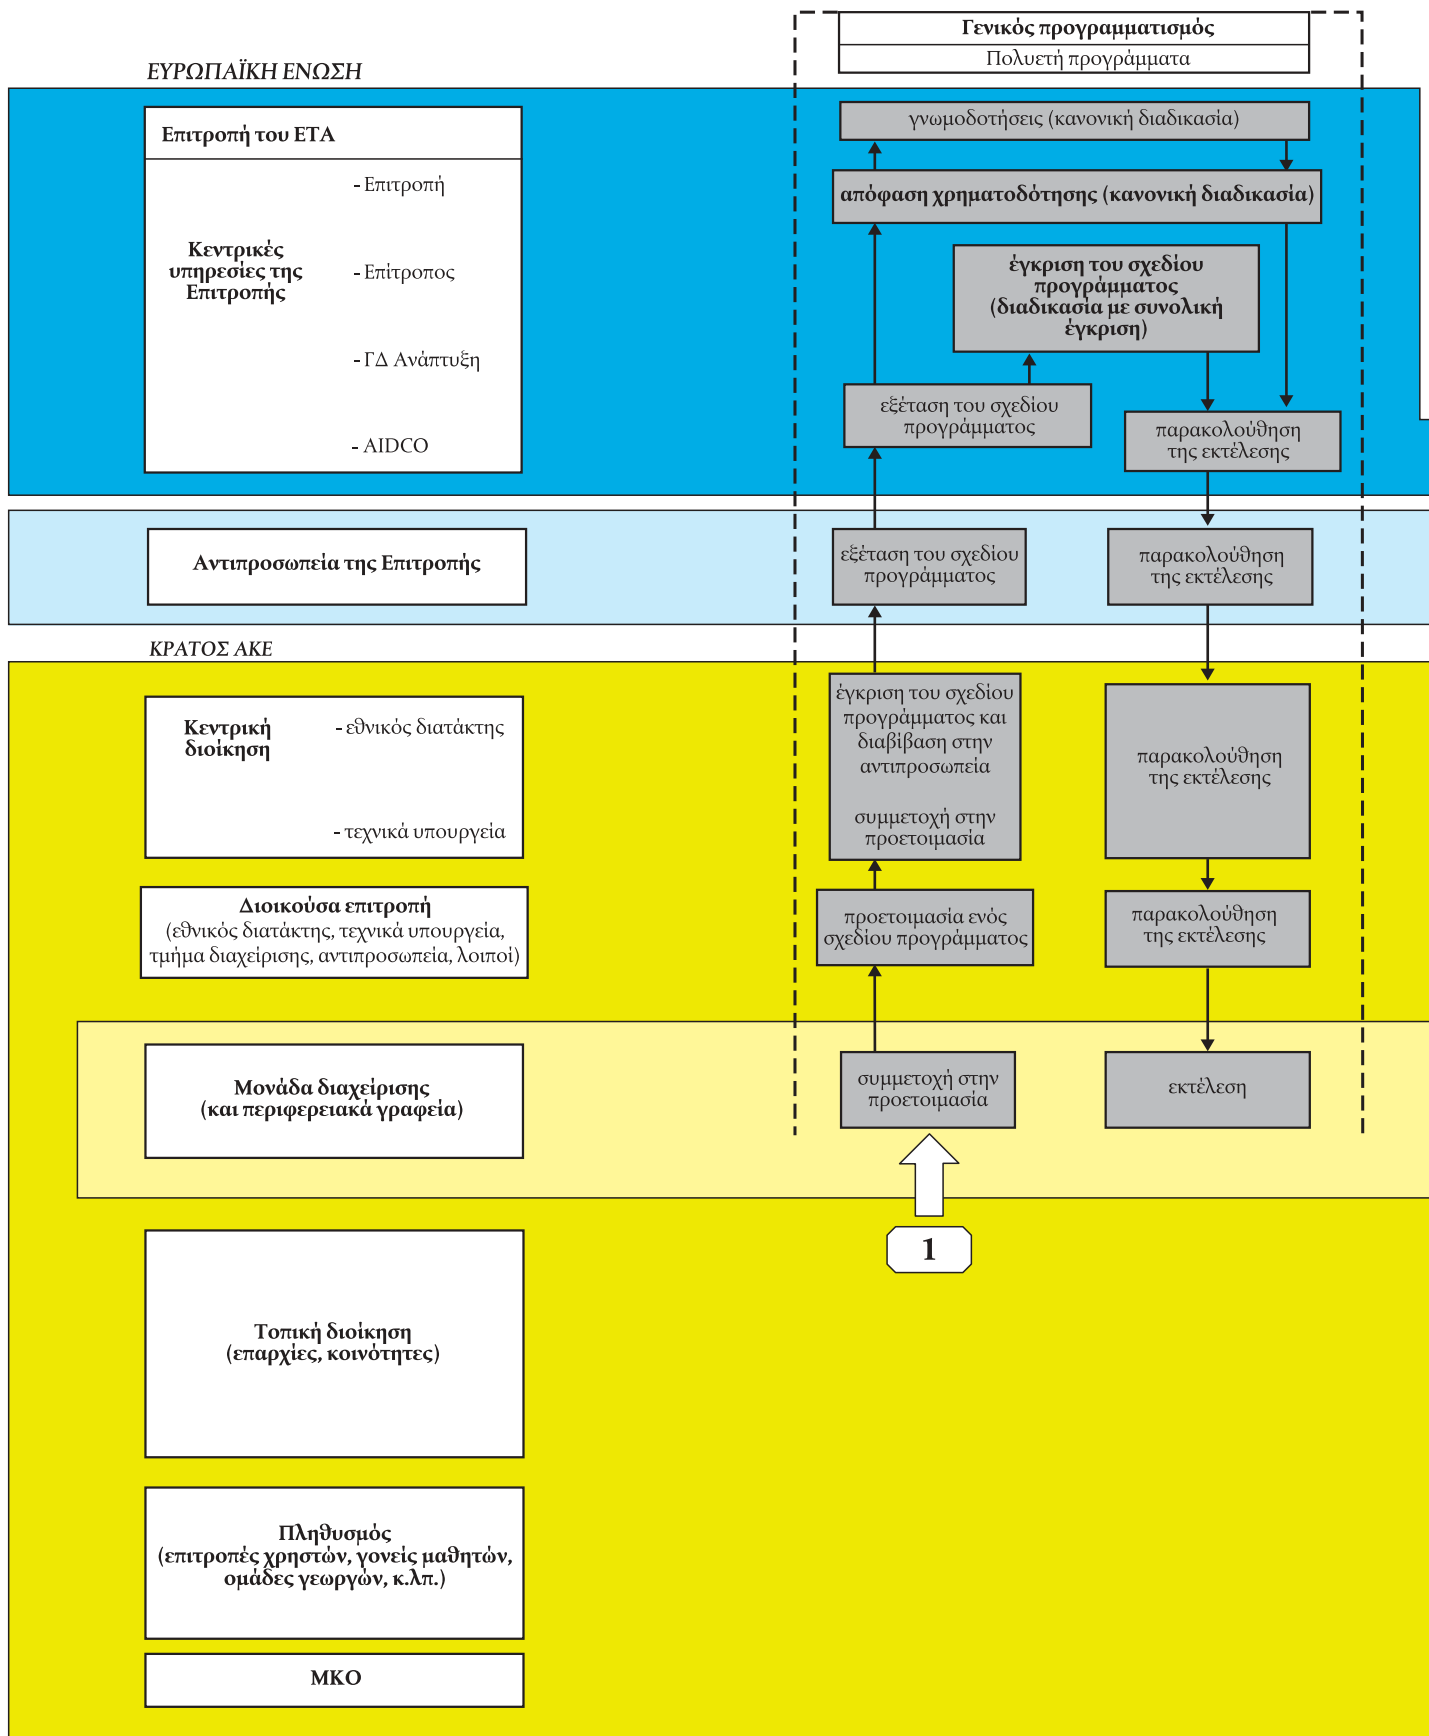 Γενικός προγραμματισμός
Πολυετή προγράμματα
ΕΥΡΩΠΑΪΚΗ ΕΝΩΣΗ
Επιτροπή του ΕΤΑ
- Επιτροπή
Κεντρικές
υπηρεσίες της
Επιτροπής
- Επίτροπος
- ΓΔ Ανάπτυξη
- AIDCO
γνωμοδοτήσεις (κανονική διαδικασία)
απόφαση χρηματοδότησης (κανονική διαδικασία)
έγκριση του σχεδίου
προγράμματος
(διαδικασία με συνολική
έγκριση)
εξέταση του σχεδίου
προγράμματος
παρακολούθηση
της εκτέλεσης
Αντιπροσωπεία της Επιτροπής
εξέταση του σχεδίου
προγράμματος
παρακολούθηση
της εκτέλεσης
ΚΡΑΤΟΣ ΑΚΕ
Κεντρική
διοίκηση
- εθνικός διατάκτης
- τεχνικά υπουργεία
έγκριση του σχεδίου
προγράμματος και
διαβίβαση στην
αντιπροσωπεία
συμμετοχή στην
προετοιμασία
παρακολούθηση
της εκτέλεσης
Διοικούσα επιτροπή
(εθνικός διατάκτης, τεχνικά υπουργεία,
τμήμα διαχείρισης, αντιπροσωπεία, λοιποί)
προετοιμασία ενός
σχεδίου προγράμματος
παρακολούθηση
της εκτέλεσης
Μονάδα διαχείρισης
(και περιφερειακά γραφεία)
συμμετοχή στην
προετοιμασία
εκτέλεση
1
Τοπική διοίκηση
(επαρχίες, κοινότητες)
Πληθυσμός
(επιτροπές χρηστών, γονείς μαθητών,
ομάδες γεωργών, κ.λπ.)
ΜΚΟ